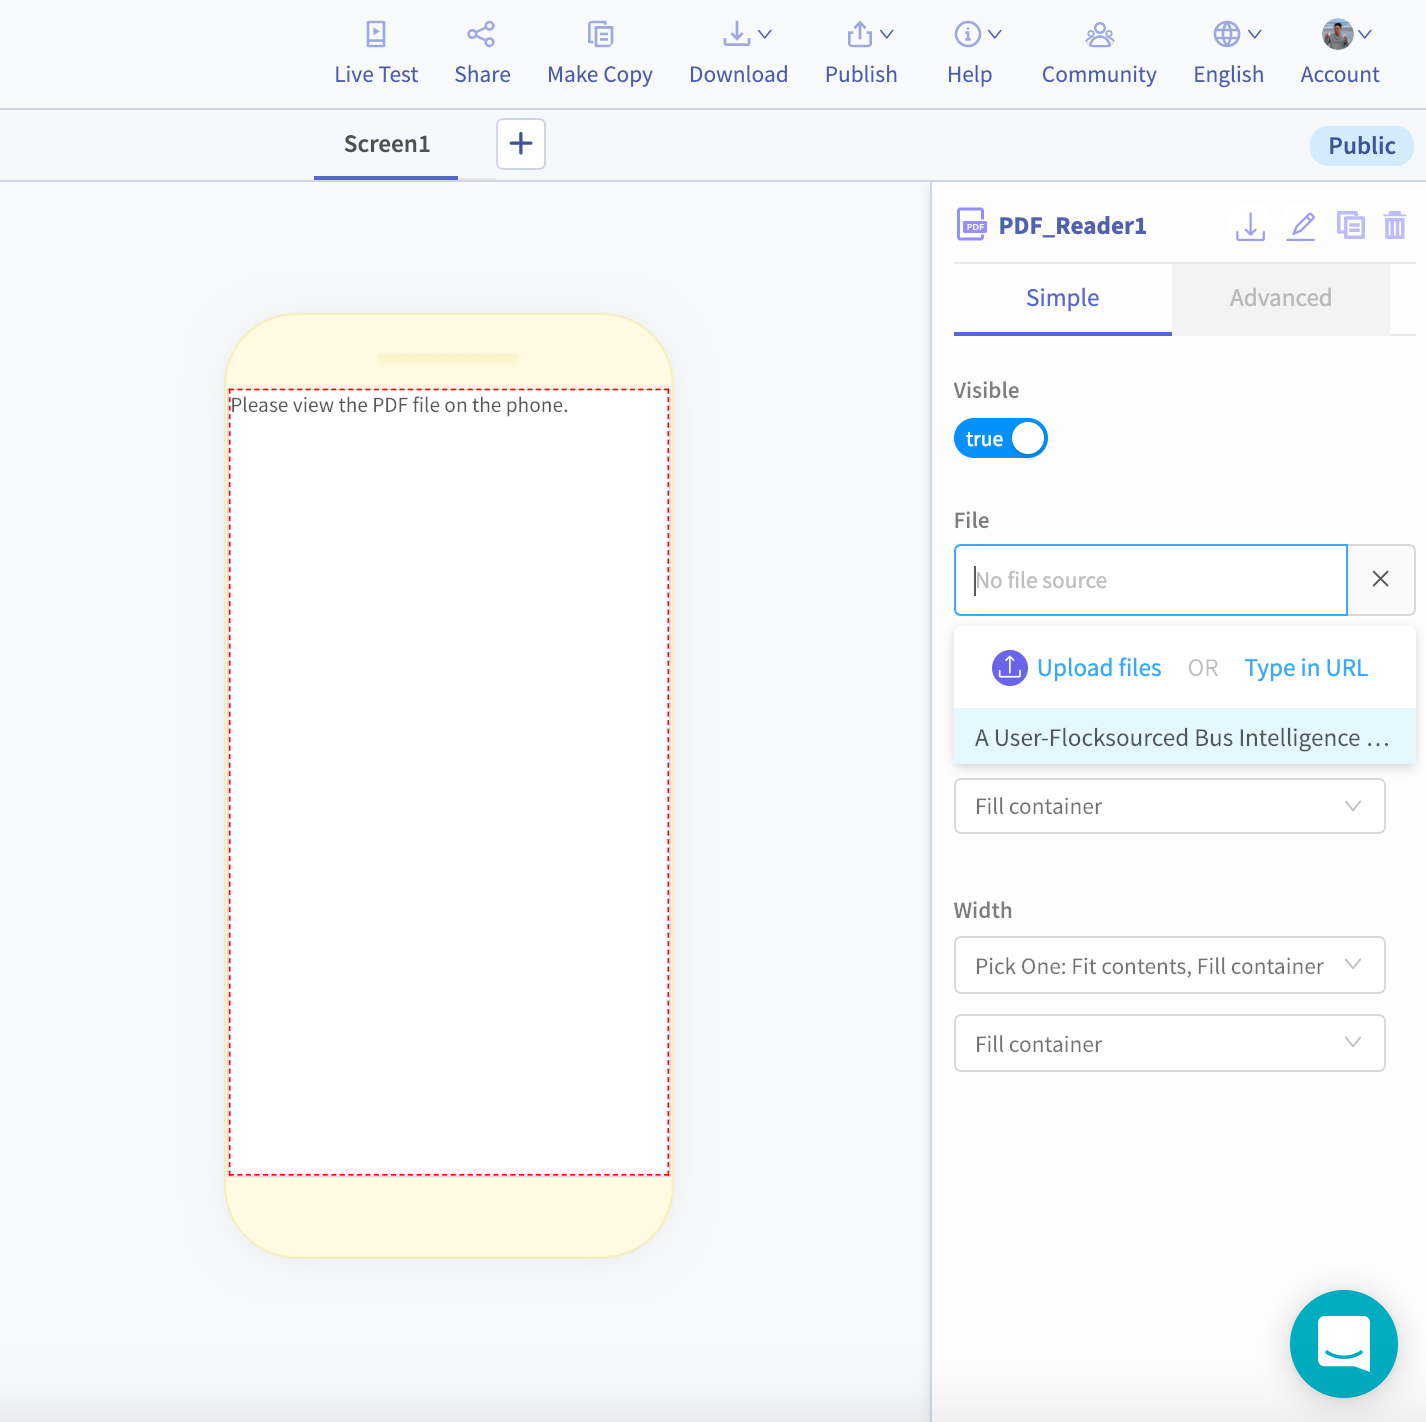 Live Test
Share
Make Copy
Download
Publish
Help
Community
English
Account
Screen1
Public
PDF
PDF_Reader1
Simple
Advanced
Visible
true
File
No file source
Upload files OR Type in URL
A User-Flocksourced Bus Intelligence ...
Fill container
Width
Pick One: Fit contents, Fill container
Fill container
Please view the PDF file on the phone.